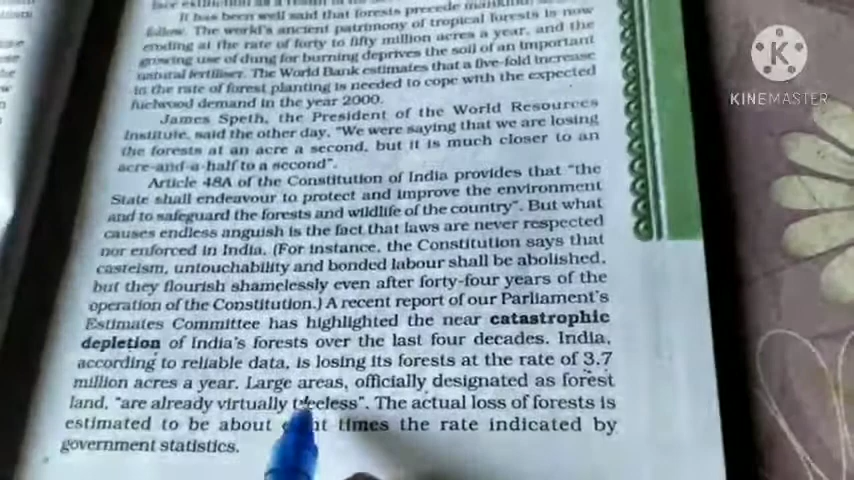 It has been well said that forests precede mankind
follow. The world's ancient patrimony of tropical forests is now
eroding at the rate of forty to fifty million acres a year, and the
growing use of dung for burning deprives the soil of an important
natural fertiliser. The World Bank estimates that a five-fold increase
in the rate of forest planting is needed to cope with the expected
fuelwood demand in the year 2000.
James Speth, the President of the World Resources
Institute, said the other day, "We were saying that we are losing
the forests at an acre a second, but it is much closer to an
acre-and-a-half to a second".
Article 48A of the Constitution of India provides that "the
State shall endeavour to protect and improve the environment
and to safeguard the forests and wildlife of the country". But what
causes endless anguish is the fact that laws are never respected
nor enforced in India. (For instance, the Constitution says that
casteism, untouchability and bonded labour shall be abolished,
but they flourish shamelessly even after forty-four years of the
operation of the Constitution.) A recent report of our Parliament's
Estimates Committee has highlighted the near catastrophic
depletion of India's forests over the last four decades. India,
according to reliable data, is losing its forests at the rate of 3.7
million acres a year. Large areas, officially designated as forest
land, "are already virtually treeless". The actual loss of forests is
estimated to be about eight times the rate indicated by
government statistics.
K
KINEMASTER